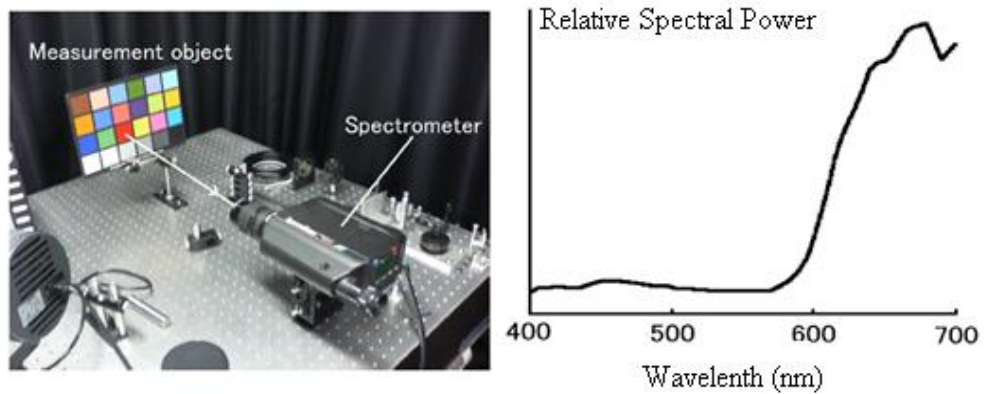 Measurement object
Spectrometer
Relative Spectral Power
400 500 600 700
Wavelenth (nm)